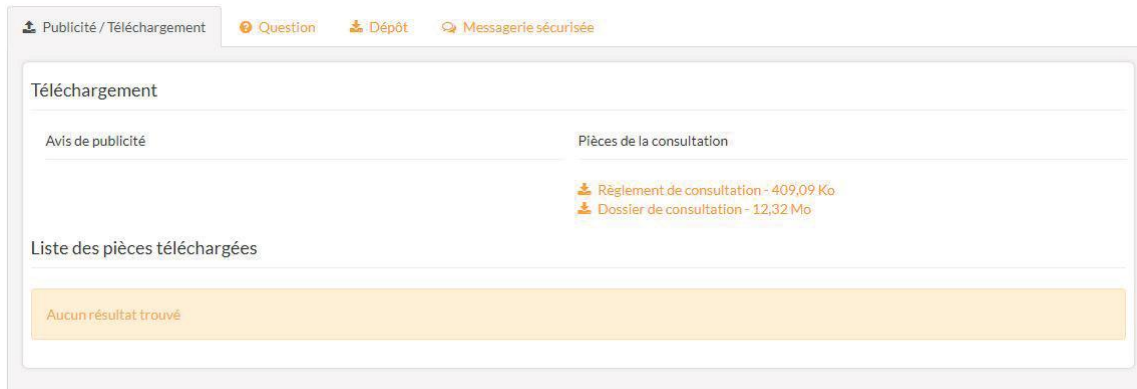 Publicité / Téléchargement Question Dépôt Messagerie sécurisée
Téléchargement
Avis de publicité
Pièces de la consultation
Règlement de consultation - 409,09 Ko
Dossier de consultation - 12,32 Mo
Liste des pièces téléchargées
Aucun résultat trouvé